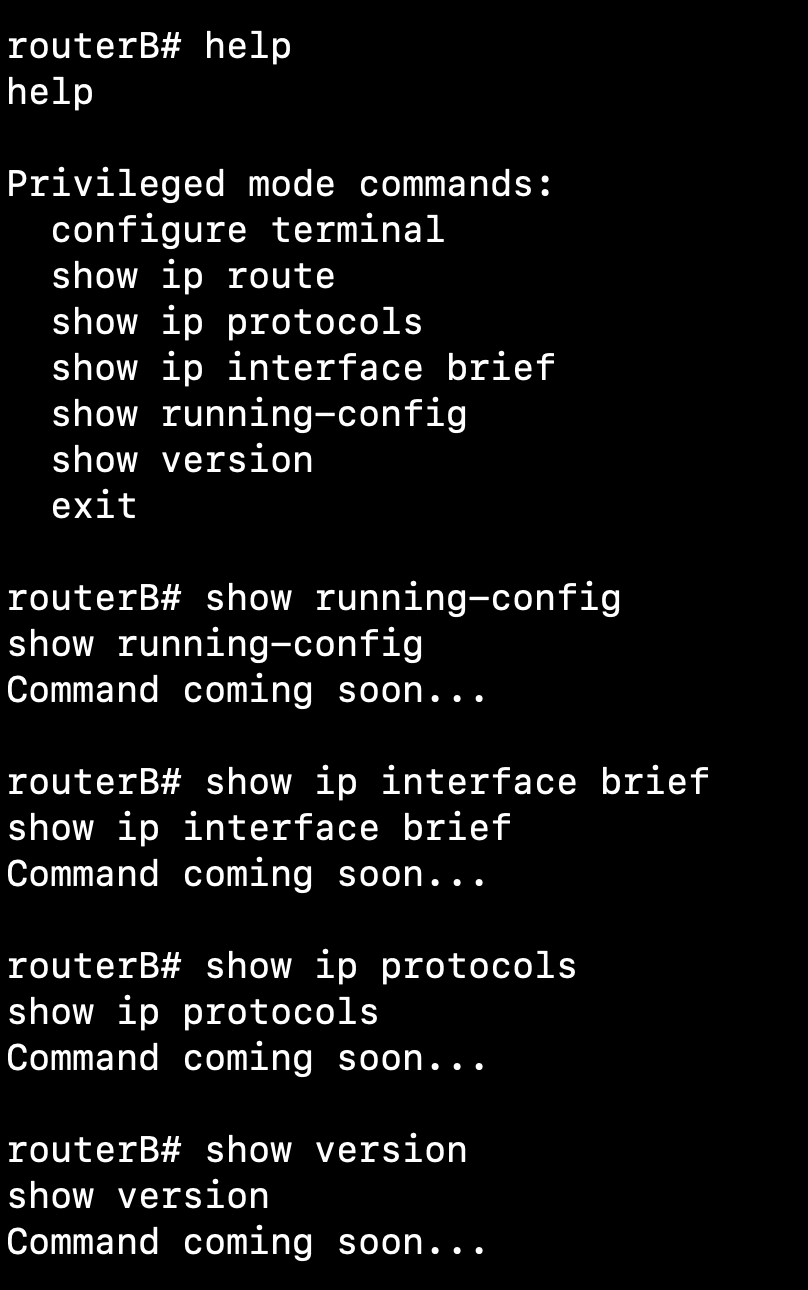 routerB# help
help
Privileged mode commands:
  configure terminal
  show ip route
  show ip protocols
  show ip interface brief
  show running-config
  show version
  exit
routerB# show running-config
show running-config
Command coming soon...
routerB# show ip interface brief
show ip interface brief
Command coming soon...
routerB# show ip protocols
show ip protocols
Command coming soon...
routerB# show version
show version
Command coming soon...